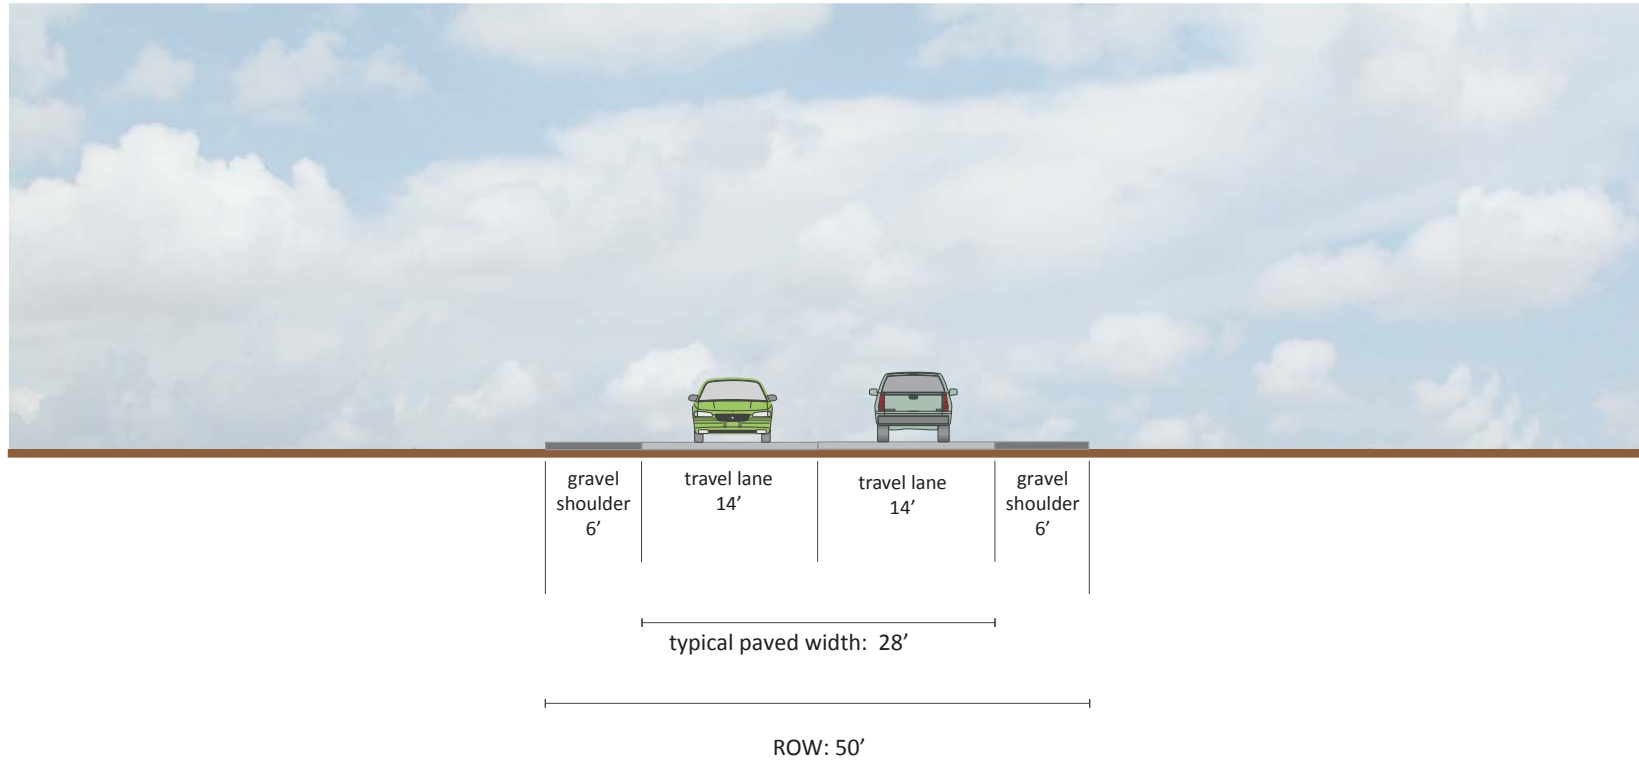 gravel
shoulder
6’
travel lane
14’
travel lane
14’
gravel
shoulder
6’
typical paved width: 28’
ROW: 50’